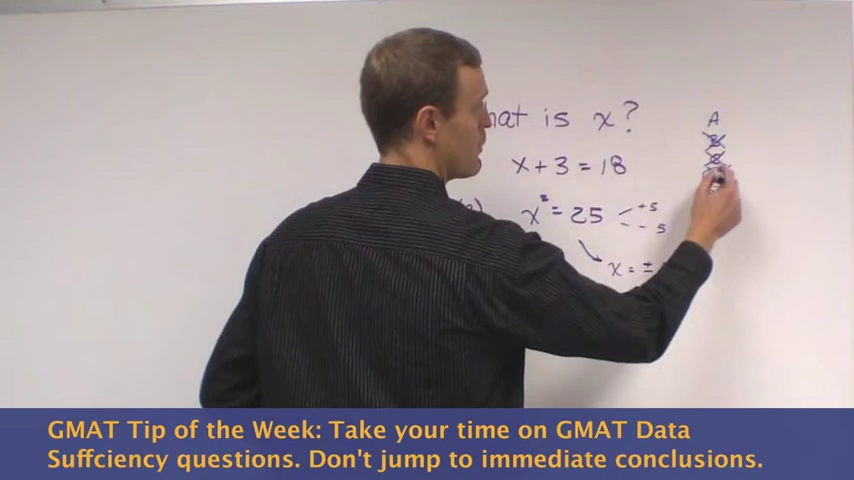 hat is x?
x + 3 = 18
x² = 25 < +5
- 5
x = ±
A
B
C
GMAT Tip of the Week: Take your time on GMAT Data
Suffciency questions. Don't jump to immediate conclusions.